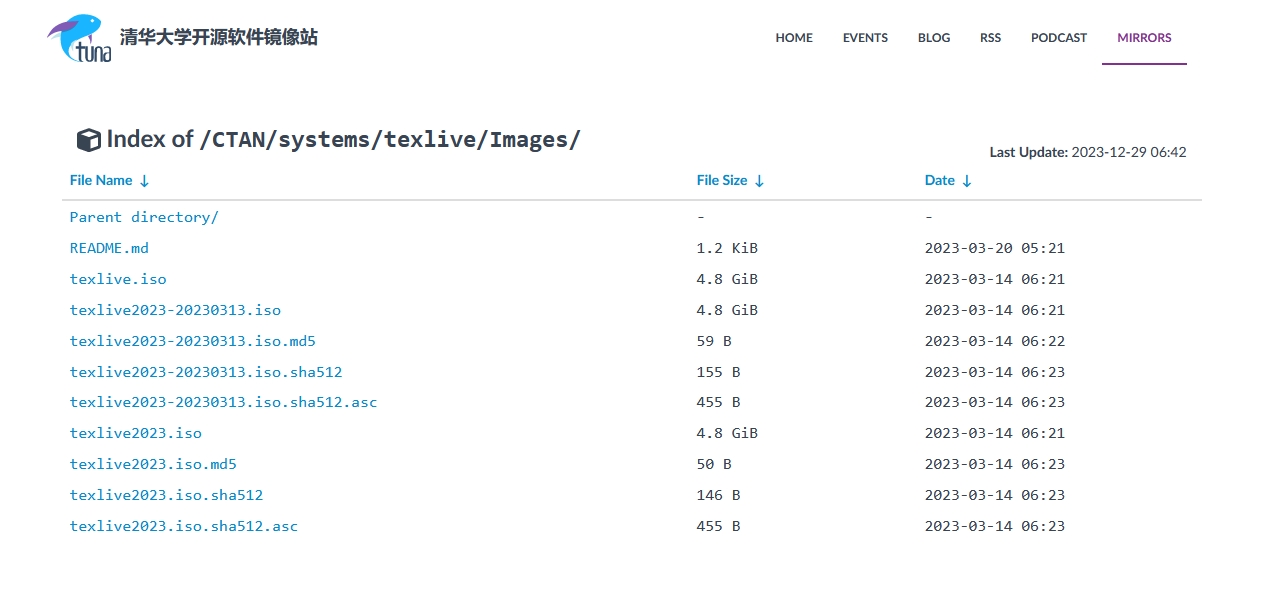 tuna 清华大学开源软件镜像站 HOME EVENTS BLOG RSS PODCAST MIRRORS
Index of /CTAN/systems/texlive/Images/
Last Update: 2023-12-29 06:42
File Name ↓ File Size ↓ Date ↓
Parent directory/ - -
README.md 1.2 KiB 2023-03-20 05:21
texlive.iso 4.8 GiB 2023-03-14 06:21
texlive2023-20230313.iso 4.8 GiB 2023-03-14 06:21
texlive2023-20230313.iso.md5 59 B 2023-03-14 06:22
texlive2023-20230313.iso.sha512 155 B 2023-03-14 06:23
texlive2023-20230313.iso.sha512.asc 455 B 2023-03-14 06:23
texlive2023.iso 4.8 GiB 2023-03-14 06:21
texlive2023.iso.md5 50 B 2023-03-14 06:23
texlive2023.iso.sha512 146 B 2023-03-14 06:23
texlive2023.iso.sha512.asc 455 B 2023-03-14 06:23